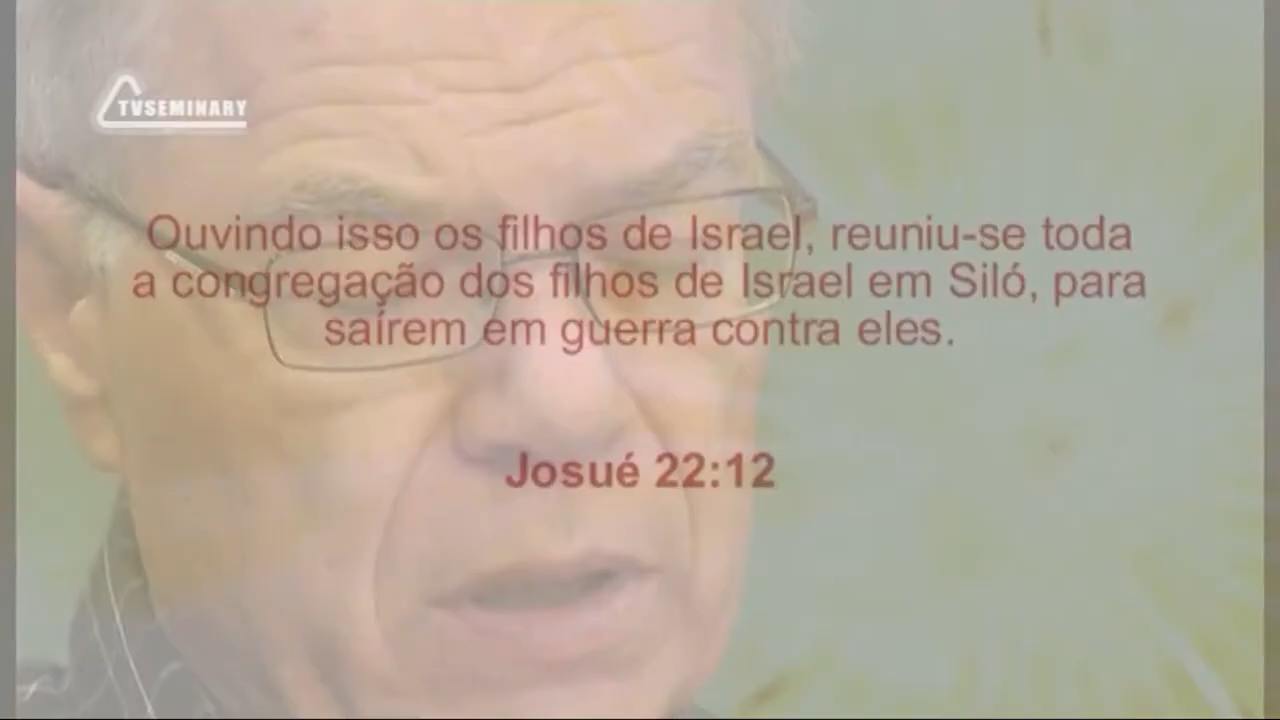 TVSEMINARY
Ouvindo isso os filhos de Israel, reuniu-se toda
a congregação dos filhos de Israel em Siló, para
saírem em guerra contra eles.
Josué 22:12